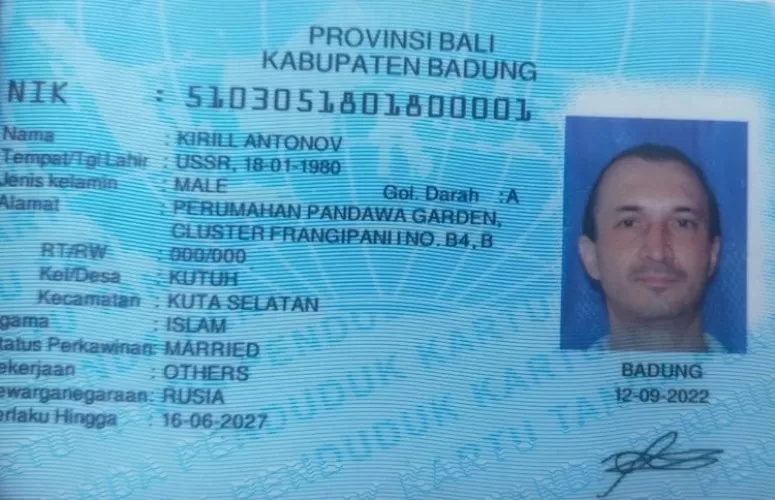 PROVINSI BALI
KABUPATEN BADUNG
NIK : 5103051801800001
Nama : KIRILL ANTONOV
Tempat/Tgl Lahir : USSR, 18-01-1980
Jenis kelamin : MALE Gol. Darah : A
Alamat : PERUMAHAN PANDAWA GARDEN,
CLUSTER FRANGIPANI I NO. B4, B
RT/RW : 000/000
Kel/Desa : KUTUH
Kecamatan : KUTA SELATAN
gama : ISLAM
tatus Perkawinan: MARRIED
ekerjaan : OTHERS
ewarganegaraan: RUSIA
erlaku Hingga : 16-06-2027
BADUNG
12-09-2022